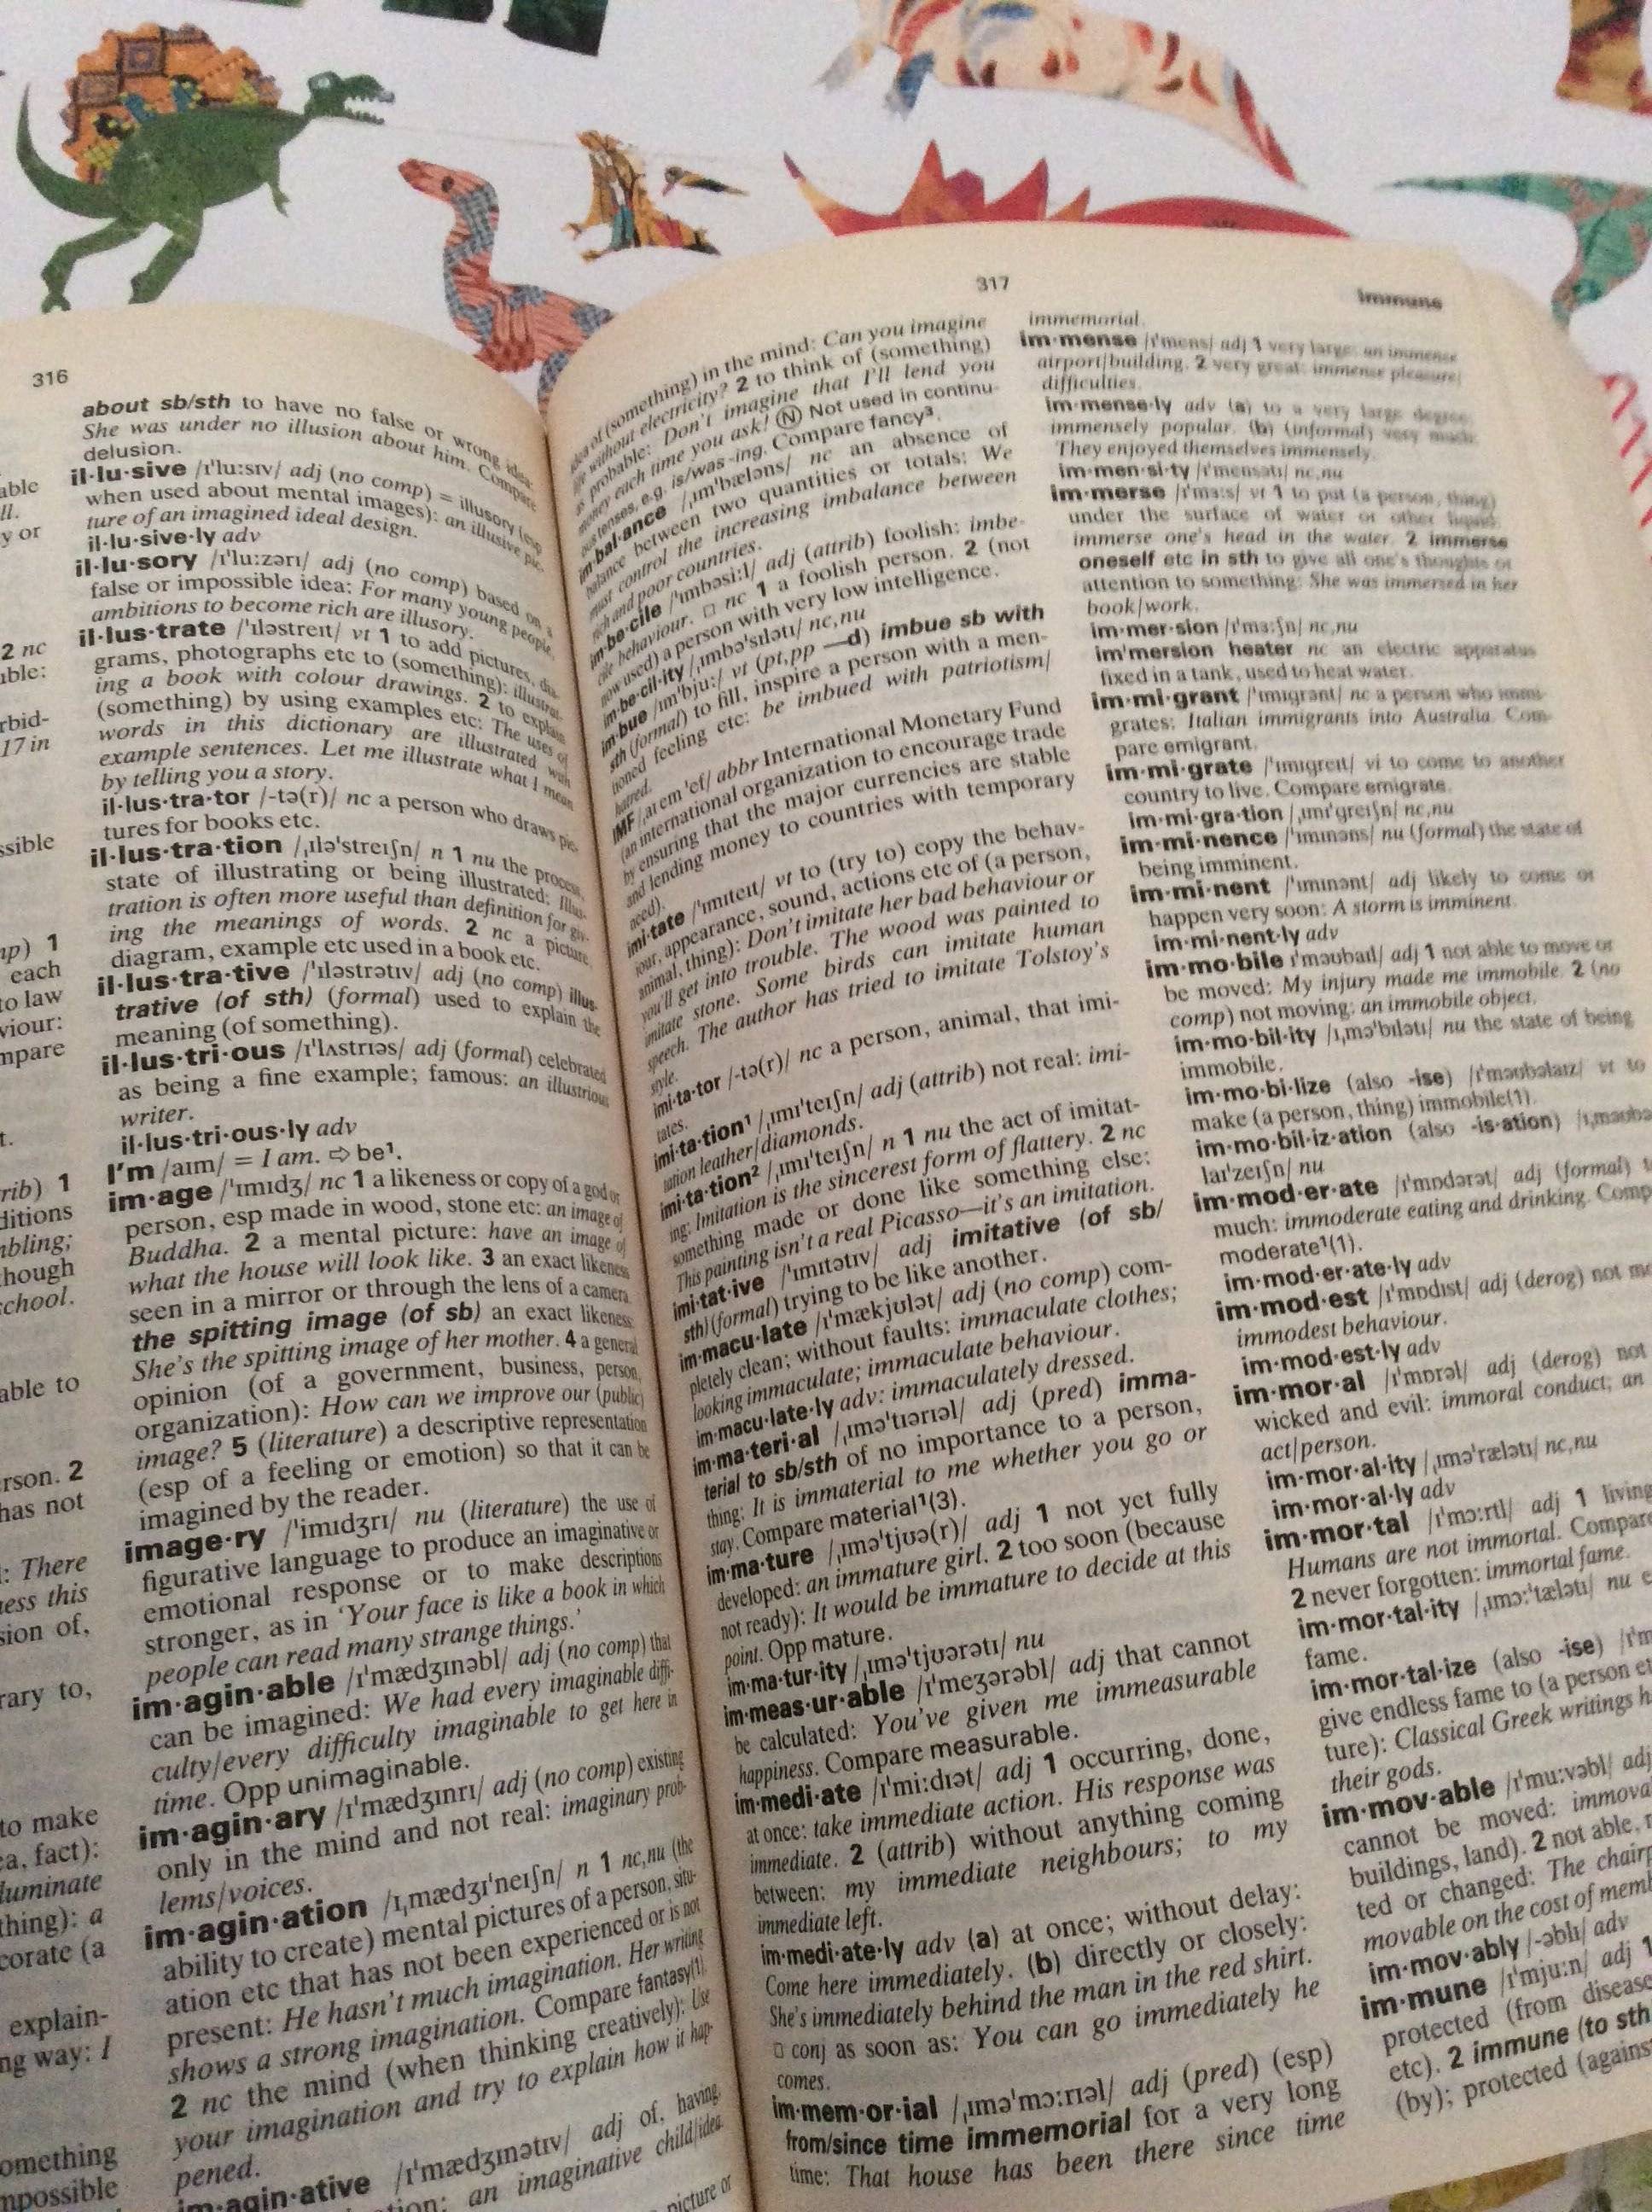 able
ll.
y or
2 nc
ible:
rbid-
17 in
ssible
1
each
to law
viour:
mpare
t.
rib) 1
ditions
mbling;
hough
school.
able to
rson. 2
has not
There
ness this
sion of,
rary to,
to make
ea, fact):
luminate
thing): a
corate (a
explain-
ng way: I
omething
mpossible
316
about sb/sth to have no false or wrong idea:
She was under no illusion about him. Compare
delusion.
il·lu·sive /ɪˈluːsɪv/ adj (no comp) = illusory (esp
when used about mental images): an illusive pic-
ture of an imagined ideal design.
il·lu·sive·ly adv
il·lu·sory /ɪˈluːzərɪ/ adj (no comp) based on a
false or impossible idea: For many young people,
ambitions to become rich are illusory.
il·lus·trate /ˈɪləstreɪt/ vt 1 to add pictures, dia-
grams, photographs etc to (something): illustrat-
ing a book with colour drawings. 2 to explain
(something) by using examples etc: The uses of
words in this dictionary are illustrated with
example sentences. Let me illustrate what I mean
by telling you a story.
il·lus·tra·tor /-tə(r)/ nc a person who draws pic-
tures for books etc.
il·lus·tra·tion /ˌɪləˈstreɪʃn/ n 1 nu the process,
state of illustrating or being illustrated: Illus-
tration is often more useful than definition for giv-
ing the meanings of words. 2 nc a picture,
diagram, example etc used in a book etc.
il·lus·tra·tive /ˈɪləstrətɪv/ adj (no comp) illus-
trative (of sth) (formal) used to explain the
meaning (of something).
il·lus·tri·ous /ɪˈlʌstrɪəs/ adj (formal) celebrated
as being a fine example; famous: an illustrious
writer.
il·lus·tri·ous·ly adv
I'm /aɪm/ = I am. ⇨ be¹.
im·age /ˈɪmɪdʒ/ nc 1 a likeness or copy of a god or
person, esp made in wood, stone etc: an image of
Buddha. 2 a mental picture: have an image of
what the house will look like. 3 an exact likeness
seen in a mirror or through the lens of a camera.
the spitting image (of sb) an exact likeness:
She's the spitting image of her mother. 4 a general
opinion (of a government, business, person,
organization): How can we improve our (public)
image? 5 (literature) a descriptive representation
(esp of a feeling or emotion) so that it can be
imagined by the reader.
image·ry /ˈɪmɪdʒrɪ/ nu (literature) the use of
figurative language to produce an imaginative or
emotional response or to make descriptions
stronger, as in 'Your face is like a book in which
people can read many strange things.'
im·agin·able /ɪˈmædʒɪnəbl/ adj (no comp) that
can be imagined: We had every imaginable diffi-
culty/every difficulty imaginable to get here in
time. Opp unimaginable.
im·agin·ary /ɪˈmædʒɪnrɪ/ adj (no comp) existing
only in the mind and not real: imaginary prob-
lems/voices.
im·agin·ation /ɪˌmædʒɪˈneɪʃn/ n 1 nc,nu (the
ability to create) mental pictures of a person, situ-
ation etc that has not been experienced or is not
present: He hasn't much imagination. Her writing
shows a strong imagination. Compare fantasy(1).
2 nc the mind (when thinking creatively): Use
your imagination and try to explain how it hap-
pened.
im·agin·ative /ɪˈmædʒɪnətɪv/ adj of, having,
an imaginative child/idea.
picture or
317
idea of (something) in the mind: Can you imagine
life without electricity? 2 to think of (something)
as probable: Don't imagine that I'll lend you
money each time you ask! Ⓝ Not used in continu-
ous tenses, e.g. is/was -ing. Compare fancy³.
im·bal·ance /ˌɪmˈbæləns/ nc an absence of
balance between two quantities or totals: We
must control the increasing imbalance between
rich and poor countries.
im·be·cile /ˈɪmbəsiːl/ adj (attrib) foolish: imbe-
cile behaviour. □ nc 1 a foolish person. 2 (not
now used) a person with very low intelligence.
im·be·cil·ity /ˌɪmbəˈsɪlətɪ/ nc,nu
im·bue /ɪmˈbjuː/ vt (pt,pp —d) imbue sb with
sth (formal) to fill, inspire a person with a men-
tioned feeling etc: be imbued with patriotism/
hatred.
IMF /ˌaɪ em ˈef/ abbr International Monetary Fund
(an international organization to encourage trade
by ensuring that the major currencies are stable
and lending money to countries with temporary
need).
imi·tate /ˈɪmɪteɪt/ vt to (try to) copy the behav-
iour, appearance, sound, actions etc of (a person,
animal, thing): Don't imitate her bad behaviour or
you'll get into trouble. The wood was painted to
imitate stone. Some birds can imitate human
speech. The author has tried to imitate Tolstoy's
style.
imi·ta·tor /-tə(r)/ nc a person, animal, that imi-
tates.
imi·ta·tion¹ /ˌɪmɪˈteɪʃn/ adj (attrib) not real: imi-
tation leather/diamonds.
imi·ta·tion² /ˌɪmɪˈteɪʃn/ n 1 nu the act of imitat-
ing: Imitation is the sincerest form of flattery. 2 nc
something made or done like something else:
This painting isn't a real Picasso—it's an imitation.
imi·tat·ive /ˈɪmɪtətɪv/ adj imitative (of sb/
sth) (formal) trying to be like another.
im·macu·late /ɪˈmækjʊlət/ adj (no comp) com-
pletely clean; without faults: immaculate clothes;
looking immaculate; immaculate behaviour.
im·macu·late·ly adv: immaculately dressed.
im·ma·teri·al /ˌɪməˈtɪərɪəl/ adj (pred) imma-
terial to sb/sth of no importance to a person,
thing: It is immaterial to me whether you go or
stay. Compare material¹(3).
im·ma·ture /ˌɪməˈtjʊə(r)/ adj 1 not yet fully
developed: an immature girl. 2 too soon (because
not ready): It would be immature to decide at this
point. Opp mature.
im·ma·tur·ity /ˌɪməˈtjʊərətɪ/ nu
im·meas·ur·able /ɪˈmeʒərəbl/ adj that cannot
be calculated: You've given me immeasurable
happiness. Compare measurable.
im·medi·ate /ɪˈmiːdɪət/ adj 1 occurring, done,
at once: take immediate action. His response was
immediate. 2 (attrib) without anything coming
between: my immediate neighbours; to my
immediate left.
im·medi·ate·ly adv (a) at once; without delay:
Come here immediately. (b) directly or closely:
She's immediately behind the man in the red shirt.
□ conj as soon as: You can go immediately he
comes.
im·mem·or·ial /ˌɪməˈmɔːrɪəl/ adj (pred) (esp)
from/since time immemorial for a very long
time: That house has been there since time
immune
immemorial.
im·mense /ɪˈmens/ adj 1 very large: an immense
airport/building. 2 very great: immense pleasure/
difficulties.
im·mense·ly adv (a) to a very large degree:
immensely popular. (b) (informal) very much:
They enjoyed themselves immensely.
im·men·si·ty /ɪˈmensətɪ/ nc,nu
im·merse /ɪˈmɜːs/ vt 1 to put (a person, thing)
under the surface of water or other liquid:
immerse one's head in the water. 2 immerse
oneself etc in sth to give all one's thoughts or
attention to something: She was immersed in her
book/work.
im·mer·sion /ɪˈmɜːʃn/ nc,nu
im'mersion heater nc an electric apparatus
fixed in a tank, used to heat water.
im·mi·grant /ˈɪmɪgrənt/ nc a person who immi-
grates: Italian immigrants into Australia. Com-
pare emigrant.
im·mi·grate /ˈɪmɪgreɪt/ vi to come to another
country to live. Compare emigrate.
im·mi·gra·tion /ˌɪmɪˈgreɪʃn/ nc,nu
im·mi·nence /ˈɪmɪnəns/ nu (formal) the state of
being imminent.
im·mi·nent /ˈɪmɪnənt/ adj likely to come or
happen very soon: A storm is imminent.
im·mi·nent·ly adv
im·mo·bile ɪˈməʊbaɪl/ adj 1 not able to move or
be moved: My injury made me immobile. 2 (no
comp) not moving: an immobile object.
im·mo·bil·ity /ˌɪməˈbɪlətɪ/ nu the state of being
immobile.
im·mo·bi·lize (also -ise) /ɪˈməʊbəlaɪz/ vt to
make (a person, thing) immobile(1).
im·mo·bil·iz·ation (also -is·ation)
laɪˈzeɪʃn/ nu
im·mod·er·ate /ɪˈmɒdərət/ adj (formal)
much: immoderate eating and drinking.
moderate¹(1).
im·mod·er·ate·ly adv
im·mod·est /ɪˈmɒdɪst/ adj (derog) not
immodest behaviour.
im·mod·est·ly adv
im·mor·al /ɪˈmɒrəl/ adj (derog) not
wicked and evil: immoral conduct; an
act/person.
im·mor·al·ity /ˌɪməˈrælətɪ/ nc,nu
im·mor·al·ly adv
im·mor·tal /ɪˈmɔːtl/ adj 1 living
Humans are not immortal. Compare
2 never forgotten: immortal fame.
im·mor·tal·ity /ˌɪmɔːˈtælətɪ/ nu
fame.
im·mor·tal·ize (also -ise)
give endless fame to (a person
ture): Classical Greek writings
their gods.
im·mov·able /ɪˈmuːvəbl/ adj
cannot be moved:
buildings, land). 2 not able,
ted or changed: The
movable on the cost of
im·mov·ably /-əblɪ/ adv
im·mune /ɪˈmjuːn/ adj 1
protected (from disease
etc). 2 immune (to sth
(by); protected (against